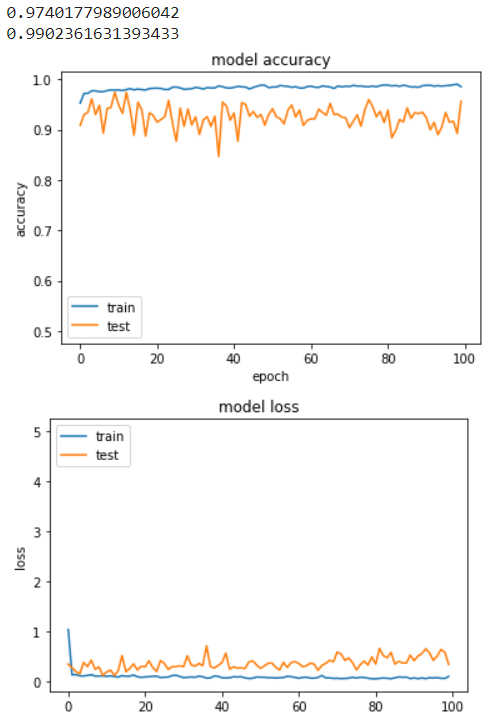 0.9740177989006042
0.9902361631393433
model accuracy
1.0
0.9
0.8
0.7
0.6
0.5
accuracy
train
test
0 20 40 60 80 100
epoch
model loss
5
4
3
2
1
0
loss
train
test
0 20 40 60 80 100